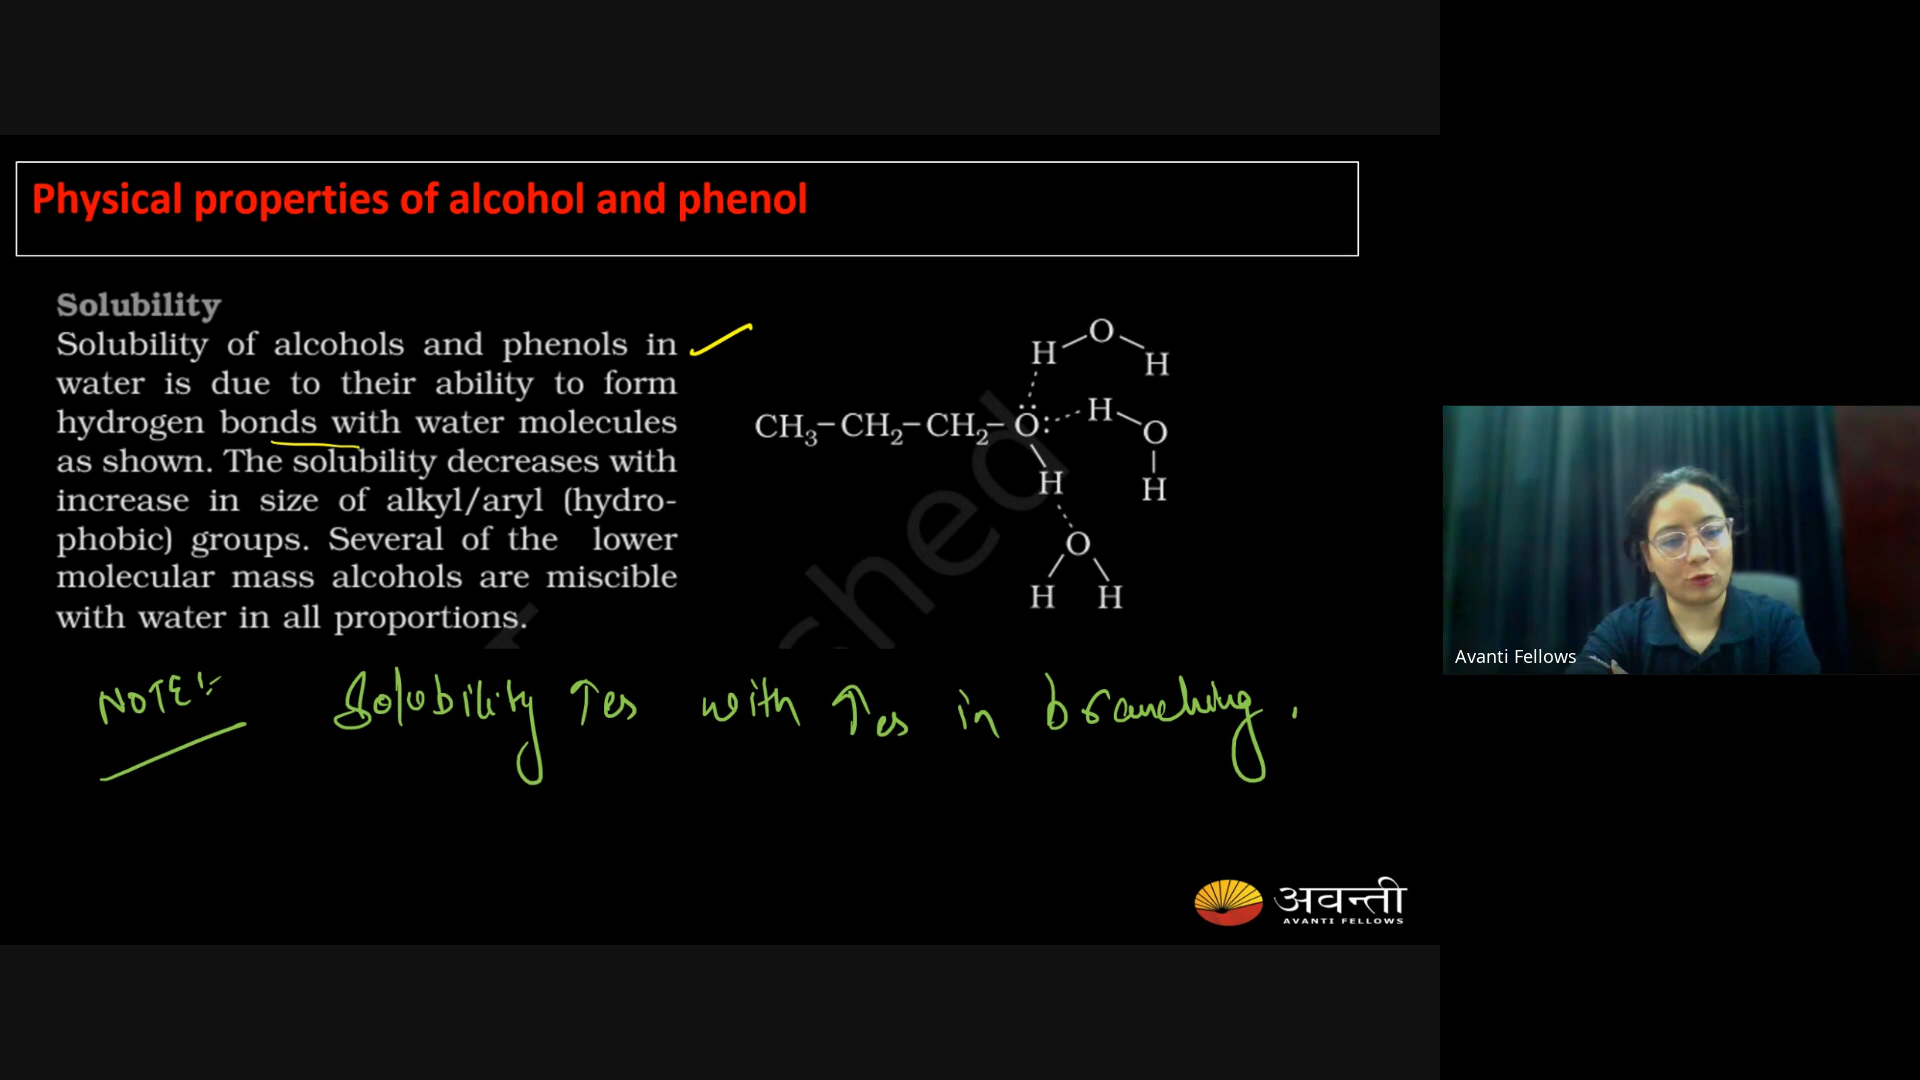 Physical properties of alcohol and phenol
Solubility
Solubility of alcohols and phenols in
water is due to their ability to form
hydrogen bonds with water molecules
as shown. The solubility decreases with
increase in size of alkyl/aryl (hydro-
phobic) groups. Several of the lower
molecular mass alcohols are miscible
with water in all proportions.
H O H
CH3–CH2–CH2–O: H O
H
H
O
H H
shed
NOTE:- Solubility ↑es with ↑es in branching.
अवन्ती
AVANTI FELLOWS
Avanti Fellows